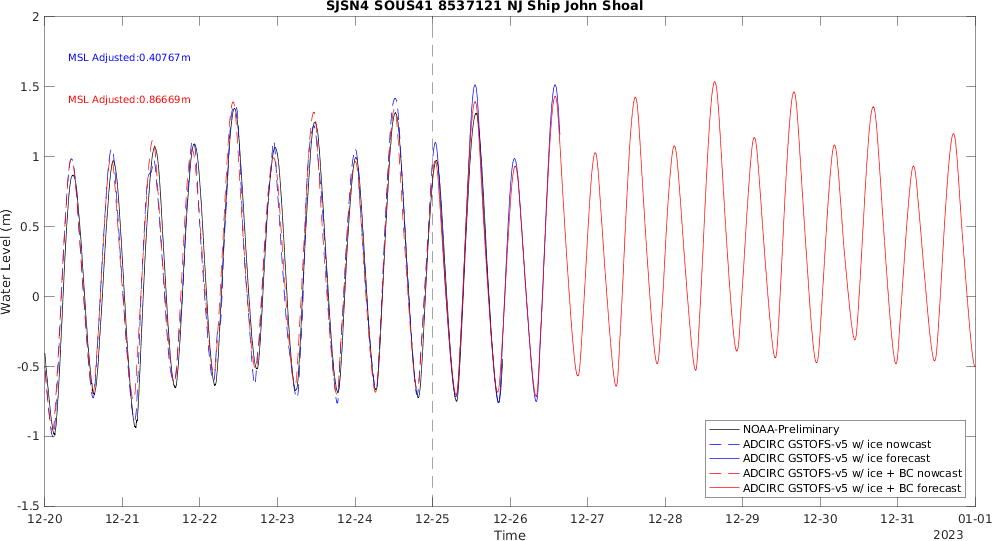 SJSN4 SOUS41 8537121 NJ Ship John Shoal
MSL Adjusted:0.40767m
MSL Adjusted:0.86669m
Water Level (m)
2
1.5
1
0.5
0
-0.5
-1
-1.5
NOAA-Preliminary
ADCIRC GSTOFS-v5 w/ ice nowcast
ADCIRC GSTOFS-v5 w/ ice forecast
ADCIRC GSTOFS-v5 w/ ice + BC nowcast
ADCIRC GSTOFS-v5 w/ ice + BC forecast
12-20 12-21 12-22 12-23 12-24 12-25 12-26 12-27 12-28 12-29 12-30 12-31 01-01
Time
2023